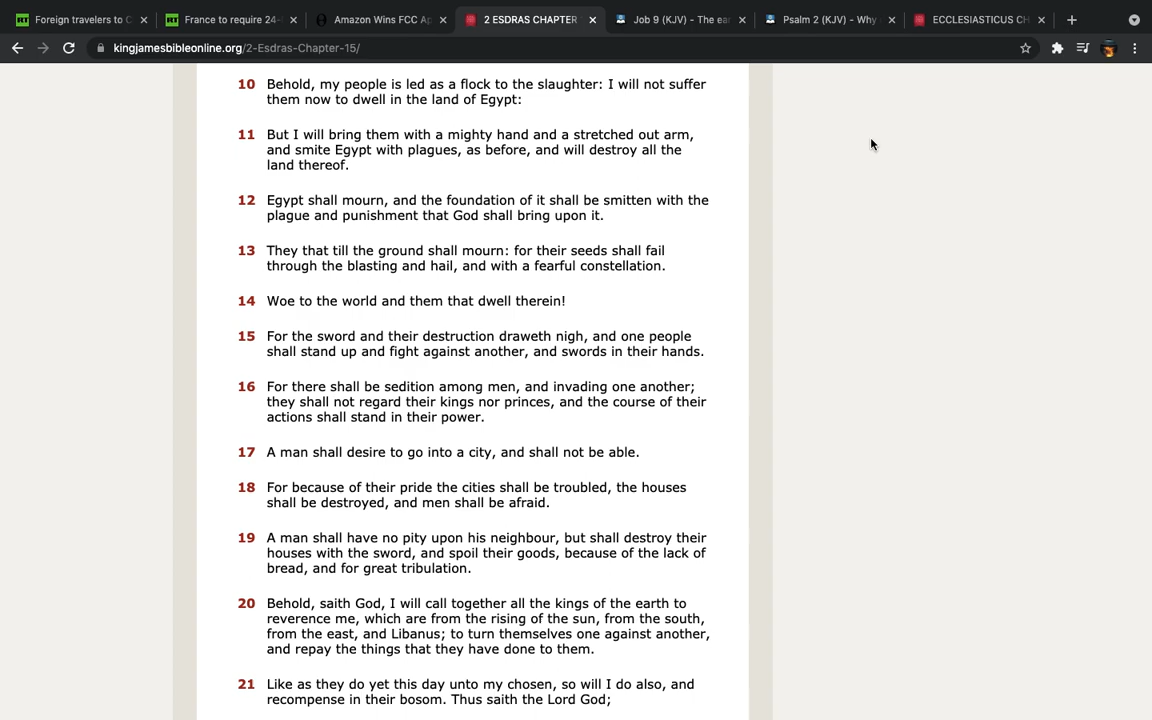 Foreign travelers to C
France to require 24-
Amazon Wins FCC Ap
2 ESDRAS CHAPTER
Job 9 (KJV) - The ear
Psalm 2 (KJV) - Why
ECCLESIASTICUS CH
kingjamesbibleonline.org/2-Esdras-Chapter-15/
10 Behold, my people is led as a flock to the slaughter: I will not suffer
them now to dwell in the land of Egypt:
11 But I will bring them with a mighty hand and a stretched out arm,
and smite Egypt with plagues, as before, and will destroy all the
land thereof.
12 Egypt shall mourn, and the foundation of it shall be smitten with the
plague and punishment that God shall bring upon it.
13 They that till the ground shall mourn: for their seeds shall fail
through the blasting and hail, and with a fearful constellation.
14 Woe to the world and them that dwell therein!
15 For the sword and their destruction draweth nigh, and one people
shall stand up and fight against another, and swords in their hands.
16 For there shall be sedition among men, and invading one another;
they shall not regard their kings nor princes, and the course of their
actions shall stand in their power.
17 A man shall desire to go into a city, and shall not be able.
18 For because of their pride the cities shall be troubled, the houses
shall be destroyed, and men shall be afraid.
19 A man shall have no pity upon his neighbour, but shall destroy their
houses with the sword, and spoil their goods, because of the lack of
bread, and for great tribulation.
20 Behold, saith God, I will call together all the kings of the earth to
reverence me, which are from the rising of the sun, from the south,
from the east, and Libanus; to turn themselves one against another,
and repay the things that they have done to them.
21 Like as they do yet this day unto my chosen, so will I do also, and
recompense in their bosom. Thus saith the Lord God;